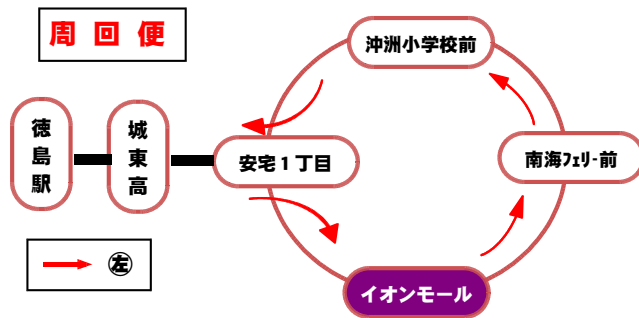 周回便
沖洲小学校前
徳島駅
城東高
安宅１丁目
南海ﾌｪﾘｰ前
㊧
イオンモール